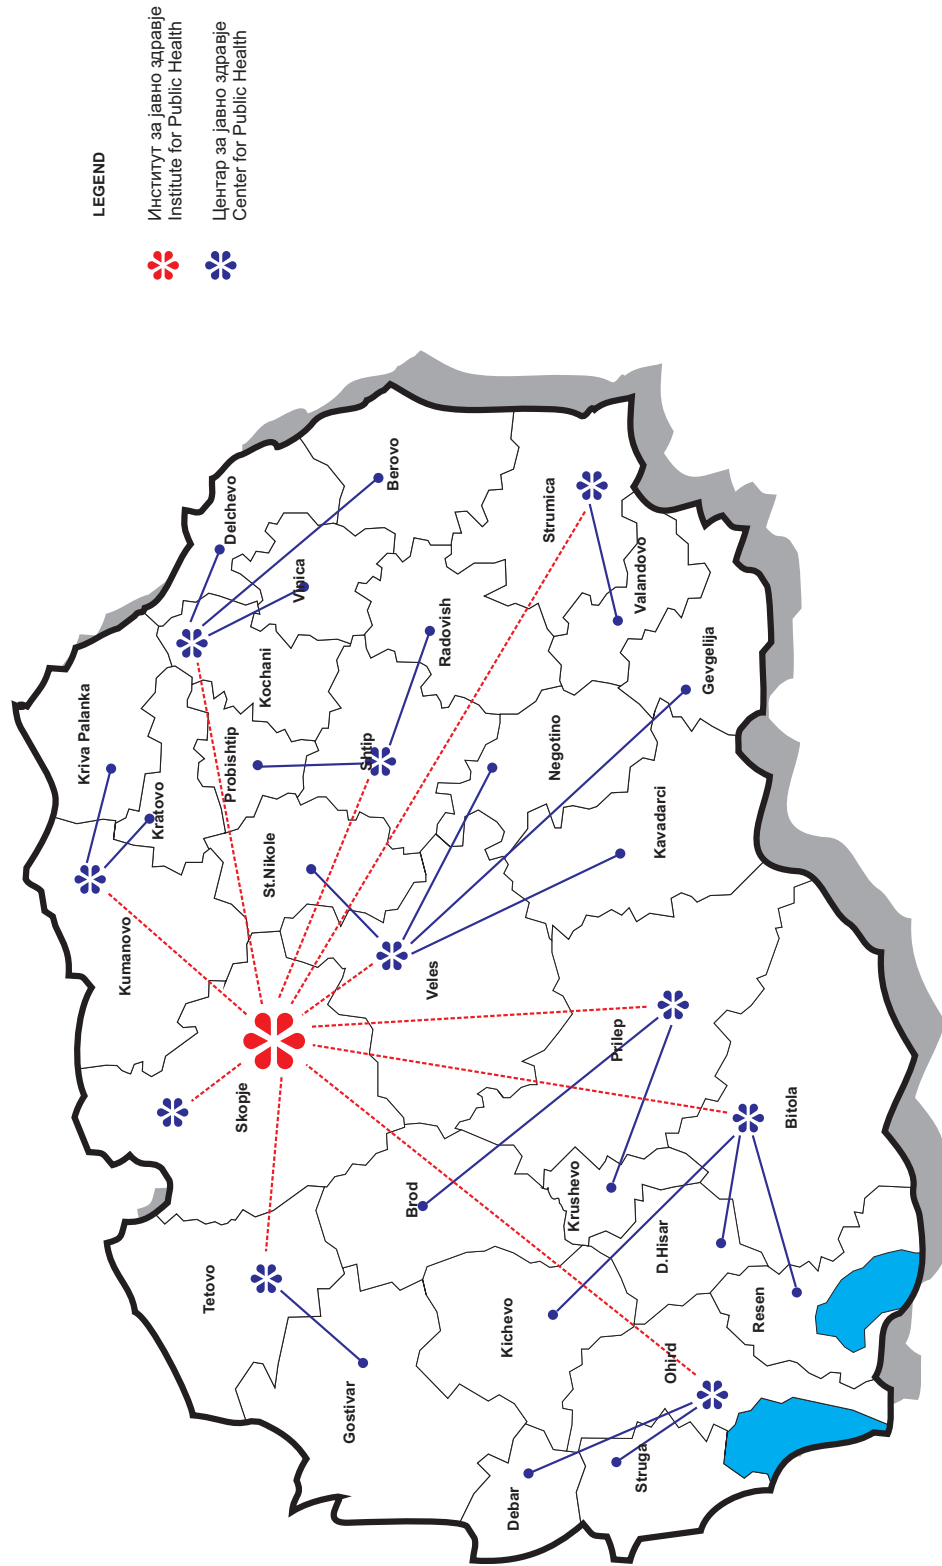 LEGEND
Институт за јавно здравје
Institute for Public Health
Центар за јавно здравје
Center for Public Health
Kriva Palanka
Kratovo
Kumanovo
Delchevo
Berovo
Vinica
Kochani
Probishtip
Shtip
Radovish
St.Nikole
Strumica
Valandovo
Gevgelija
Negotino
Kavadarci
Veles
Skopje
Prilep
Bitola
Tetovo
Brod
Krushevo
D.Hisar
Gostivar
Kichevo
Resen
Ohird
Debar
Struga